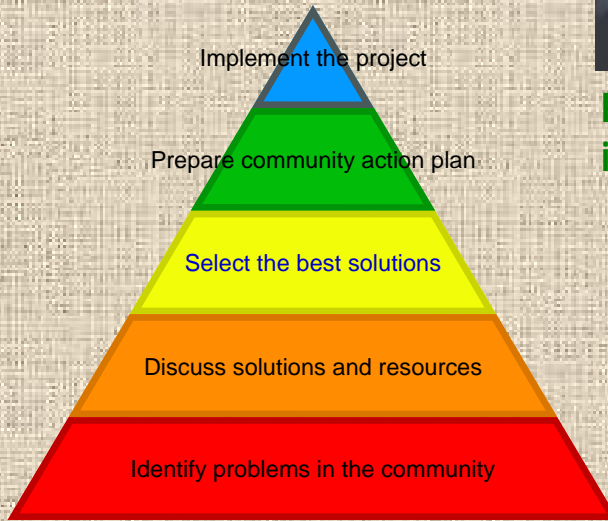 Implement the project
Prepare community action plan
Select the best solutions
Discuss solutions and resources
Identify problems in the community